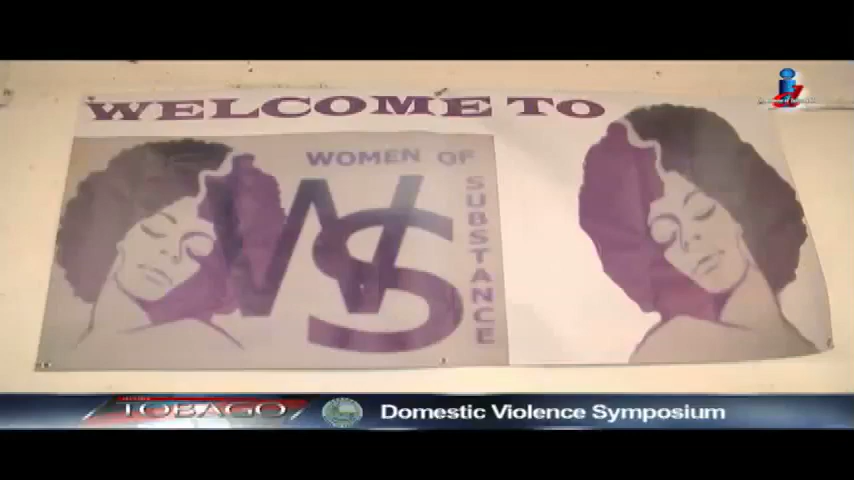 WELCOME TO
WOMEN OF
SUBSTANCE
WS
TOBAGO
Domestic Violence Symposium